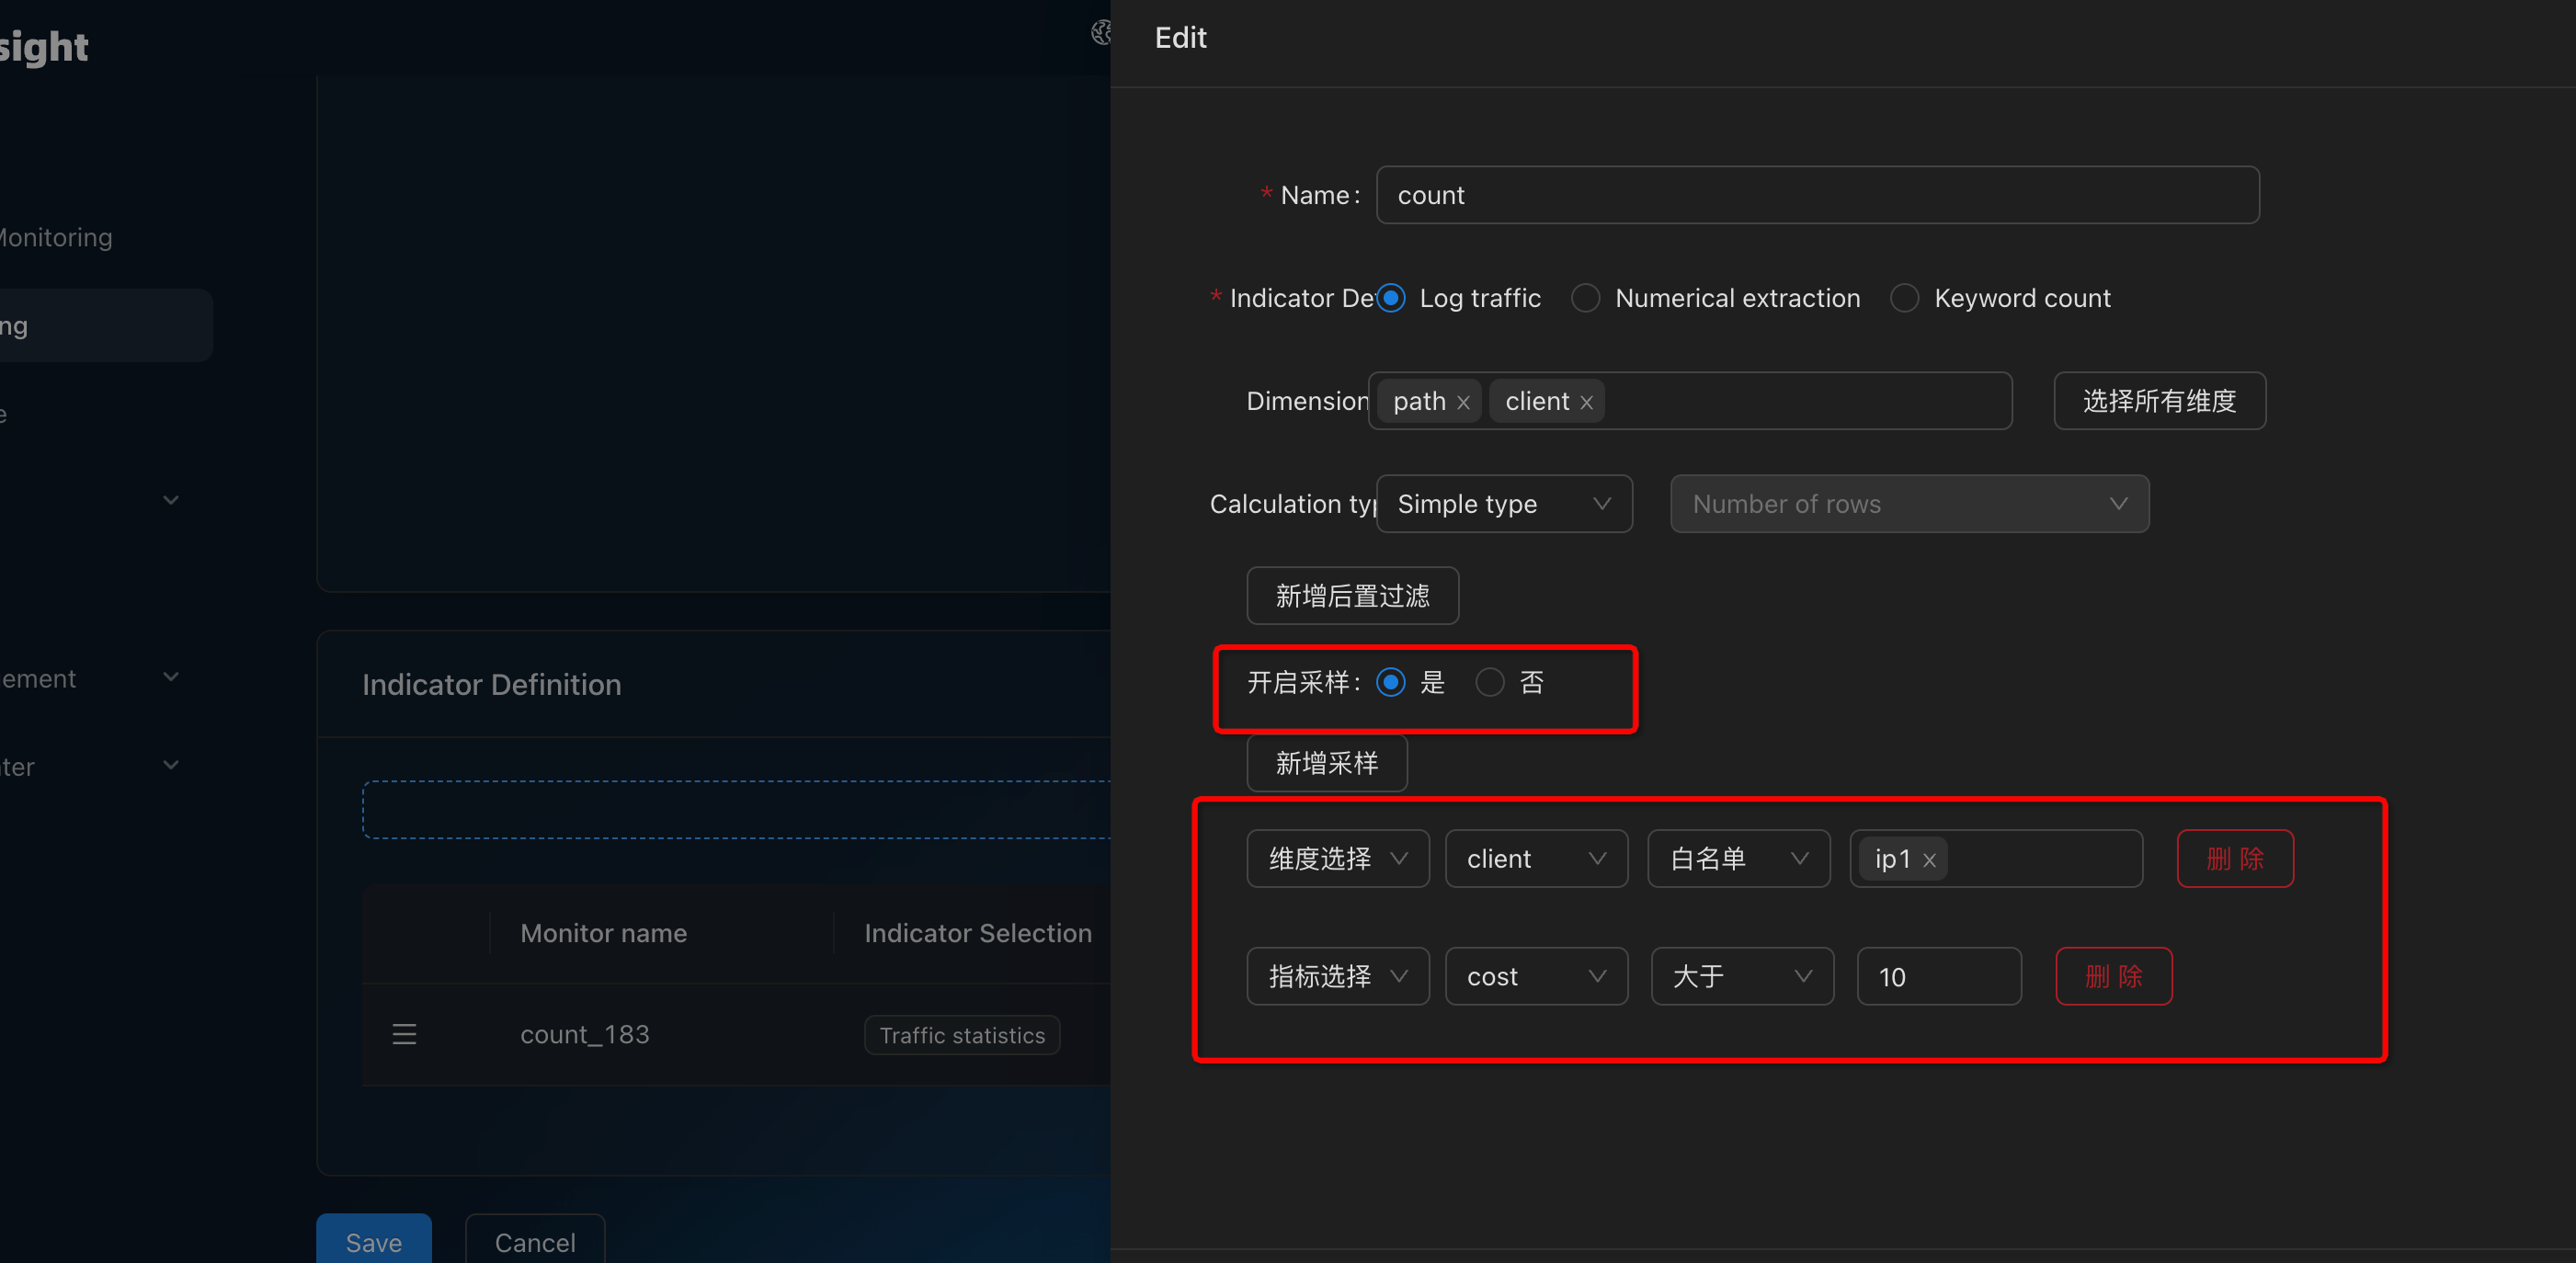 sight
Monitoring
ng
e
ement
ter
Indicator Definition
Monitor name
Indicator Selection
count_183
Traffic statistics
Save
Cancel
Edit
* Name: count
* Indicator De Log traffic Numerical extraction Keyword count
Dimension path × client × 选择所有维度
Calculation typ Simple type Number of rows
新增后置过滤
开启采样: 是 否
新增采样
维度选择 client 白名单 ip1 × 删 除
指标选择 cost 大于 10 删 除